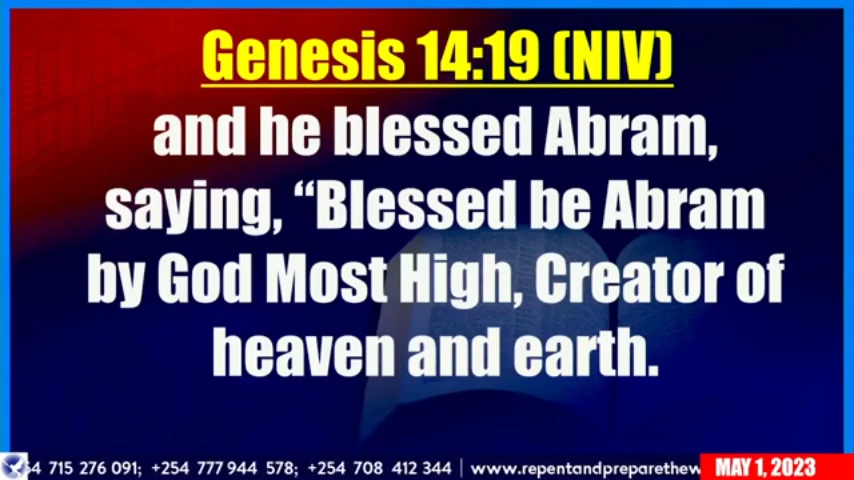 Genesis 14:19 (NIV)
and he blessed Abram,
saying, “Blessed be Abram
by God Most High, Creator of
heaven and earth.
54 715 276 091; +254 777 944 578; +254 708 412 344 | www.repentandpreparethew
MAY 1, 2023